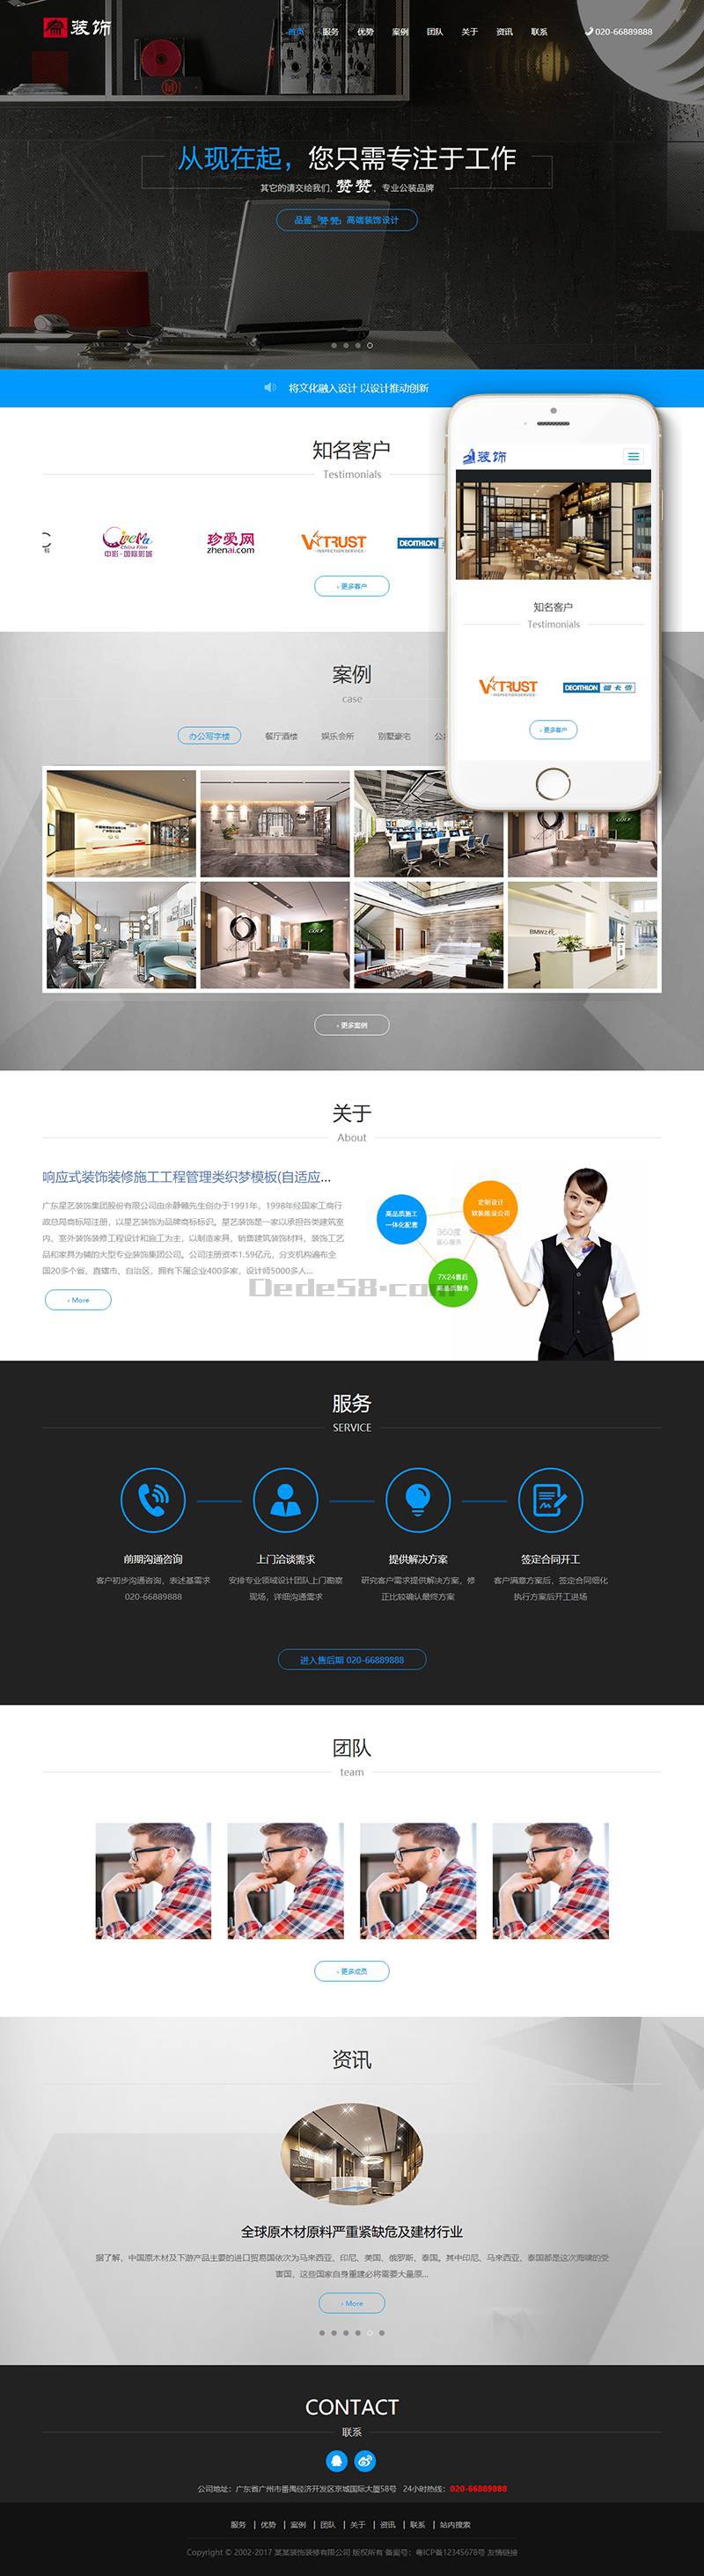 装饰
首页 服务 优势 案例 团队 关于 资讯 联系 020-66889888
从现在起，您只需专注于工作
其它的请交给我们，赞赞，专业公装品牌
品鉴『赞赞』高端装饰设计
将文化融入设计 以设计推动创新
知名客户
Testimonials
CineMa
China Film
中影·国际影城
珍爱网
zhenai.com
V-TRUST
INSPECTION SERVICE
DECATHLON
› 更多客户
装饰
知名客户
Testimonials
V-TRUST
INSPECTION SERVICE
DECATHLON 迪卡侬
› 更多客户
案例
case
办公写字楼 餐厅酒楼 娱乐会所 别墅豪宅
GOLF
GOLF
BMW之栈
› 更多案例
关于
About
响应式装饰装修施工工程管理类织梦模板(自适应...
广东星艺装饰集团股份有限公司由余静赣先生创办于1991年，1998年经国家工商行
政总局商标局注册，以星艺装饰为品牌商标标识。星艺装饰是一家以承担各类建筑室
内、室外装饰装修工程设计和施工为主，以制造家具、销售建筑装饰材料、装饰工艺
品和家具为辅的大型专业装饰集团公司。公司注册资本1.59亿元，分支机构遍布全
国20多个省、直辖市、自治区，拥有下属企业400多家，设计师5000多人...
› More
高品质施工
一体化配套
定制设计
软装陈设公司
360度
贴心服务
7X24售后
高品质服务
Dede58.com
服务
SERVICE
前期沟通咨询
客户初步沟通咨询，表述基需求
020-66889888
上门洽谈需求
安排专业领域设计团队上门勘察
现场，详细沟通需求
提供解决方案
研究客户需求提供解决方案，修
正比较确认最终方案
签定合同开工
客户满意方案后，签定合同细化
执行方案后开工进场
进入售后期 020-66889888
团队
team
› 更多成员
资讯
全球原木材原料严重紧缺危及建材行业
据了解，中国原木材及下游产品主要的进口贸易国依次为马来西亚、印尼、美国、俄罗斯、泰国。其中印尼、马来西亚、泰国都是这次海啸的受
害国，这些国家自身重建必将需要大量原...
› More
CONTACT
联系
公司地址：广东省广州市番禺经济开发区京城国际大厦58号 24小时热线：020-66889888
服务 | 优势 | 案例 | 团队 | 关于 | 资讯 | 联系 | 站内搜索
Copyright © 2002-2017 某某装饰装修有限公司 版权所有 备案号：粤ICP备12345678号 友情链接